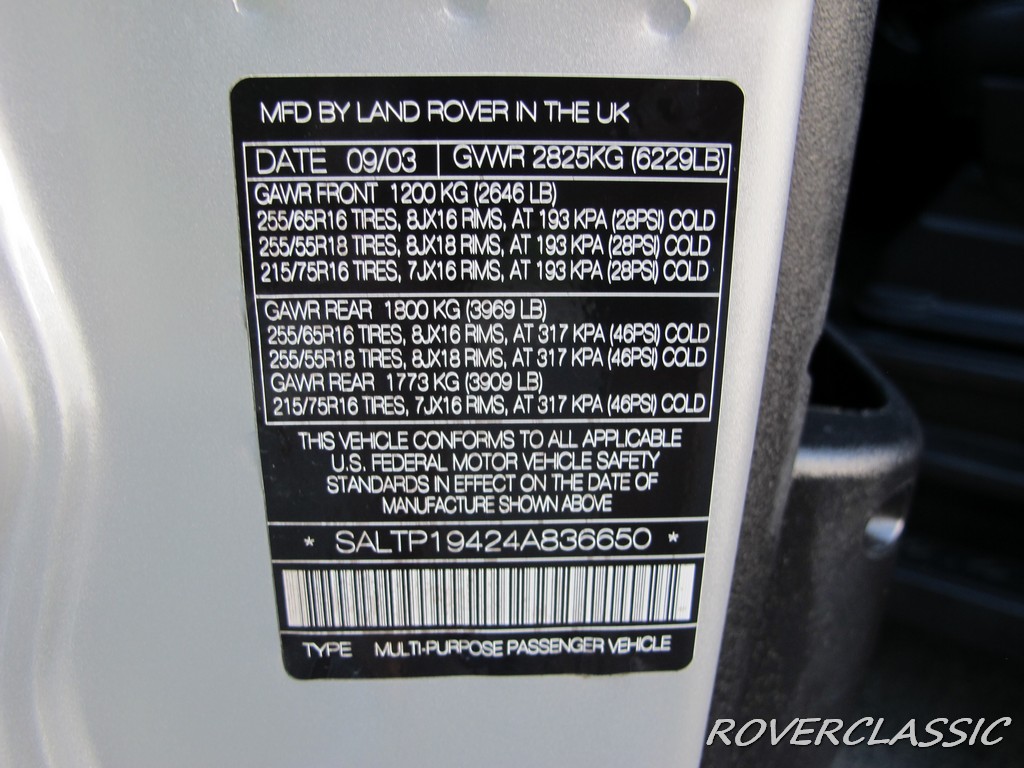 MFD BY LAND ROVER IN THE UK
DATE 09/03 GVWR 2825KG (6229LB)
GAWR FRONT 1200 KG (2646 LB)
255/65R16 TIRES, 8JX16 RIMS, AT 193 KPA (28PSI) COLD
255/55R18 TIRES, 8JX18 RIMS, AT 193 KPA (28PSI) COLD
215/75R16 TIRES, 7JX16 RIMS, AT 193 KPA (28PSI) COLD
GAWR REAR 1800 KG (3969 LB)
255/65R16 TIRES, 8JX16 RIMS, AT 317 KPA (46PSI) COLD
255/55R18 TIRES, 8JX18 RIMS, AT 317 KPA (46PSI) COLD
GAWR REAR 1773 KG (3909 LB)
215/75R16 TIRES, 7JX16 RIMS, AT 317 KPA (46PSI) COLD
THIS VEHICLE CONFORMS TO ALL APPLICABLE
U.S. FEDERAL MOTOR VEHICLE SAFETY
STANDARDS IN EFFECT ON THE DATE OF
MANUFACTURE SHOWN ABOVE
* SALTP19424A836650 *
TYPE MULTI-PURPOSE PASSENGER VEHICLE
ROVERCLASSIC